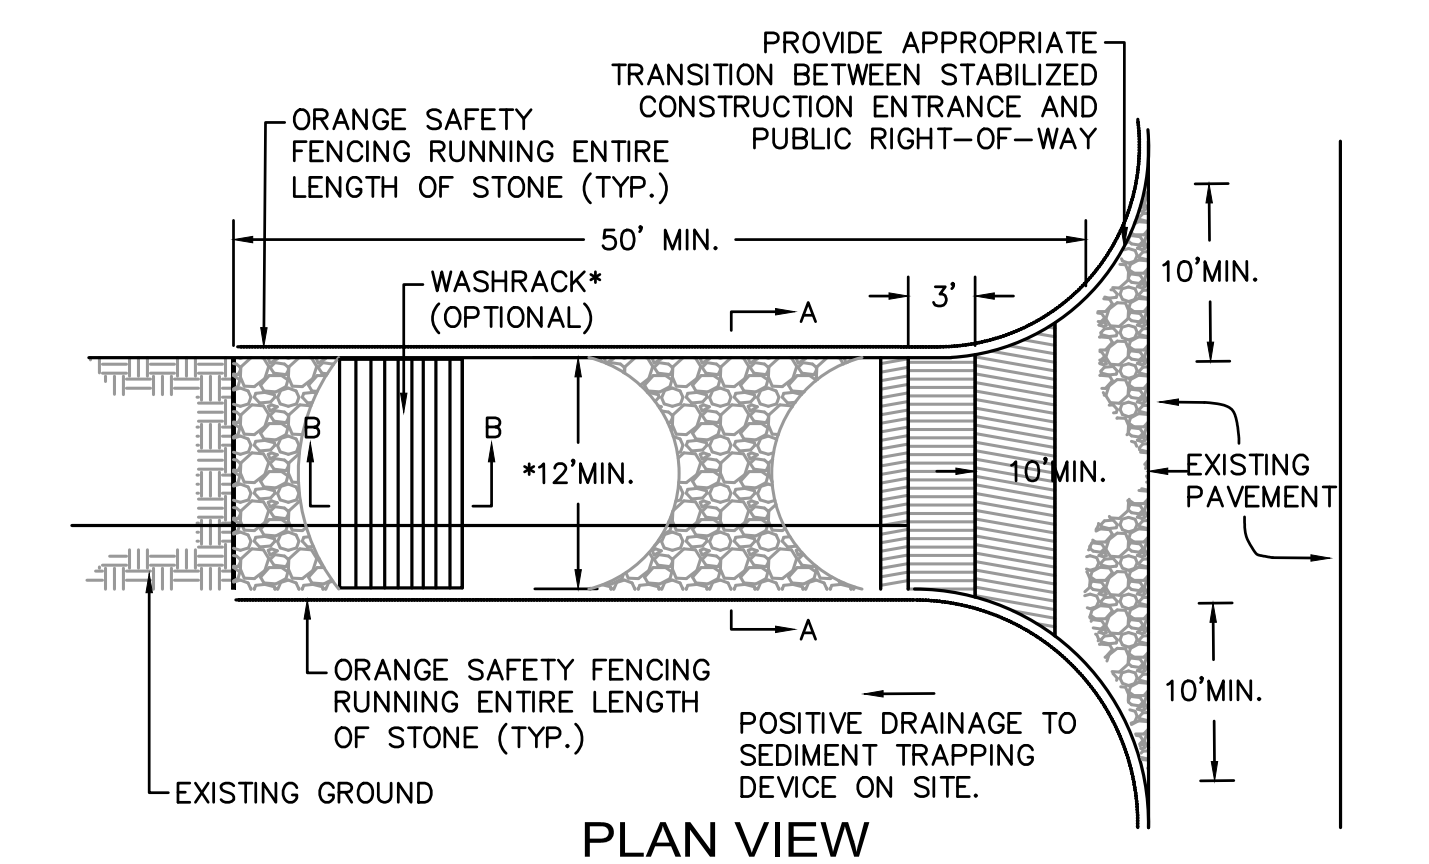 PROVIDE APPROPRIATE
TRANSITION BETWEEN STABILIZED
CONSTRUCTION ENTRANCE AND
PUBLIC RIGHT-OF-WAY
ORANGE SAFETY
FENCING RUNNING ENTIRE
LENGTH OF STONE (TYP.)
50' MIN.
WASHRACK*
(OPTIONAL)
3'
A
10'MIN.
B
B
*12'MIN.
10'MIN.
EXISTING
PAVEMENT
A
ORANGE SAFETY FENCING
RUNNING ENTIRE LENGTH
OF STONE (TYP.)
10'MIN.
POSITIVE DRAINAGE TO
SEDIMENT TRAPPING
DEVICE ON SITE.
EXISTING GROUND
PLAN VIEW